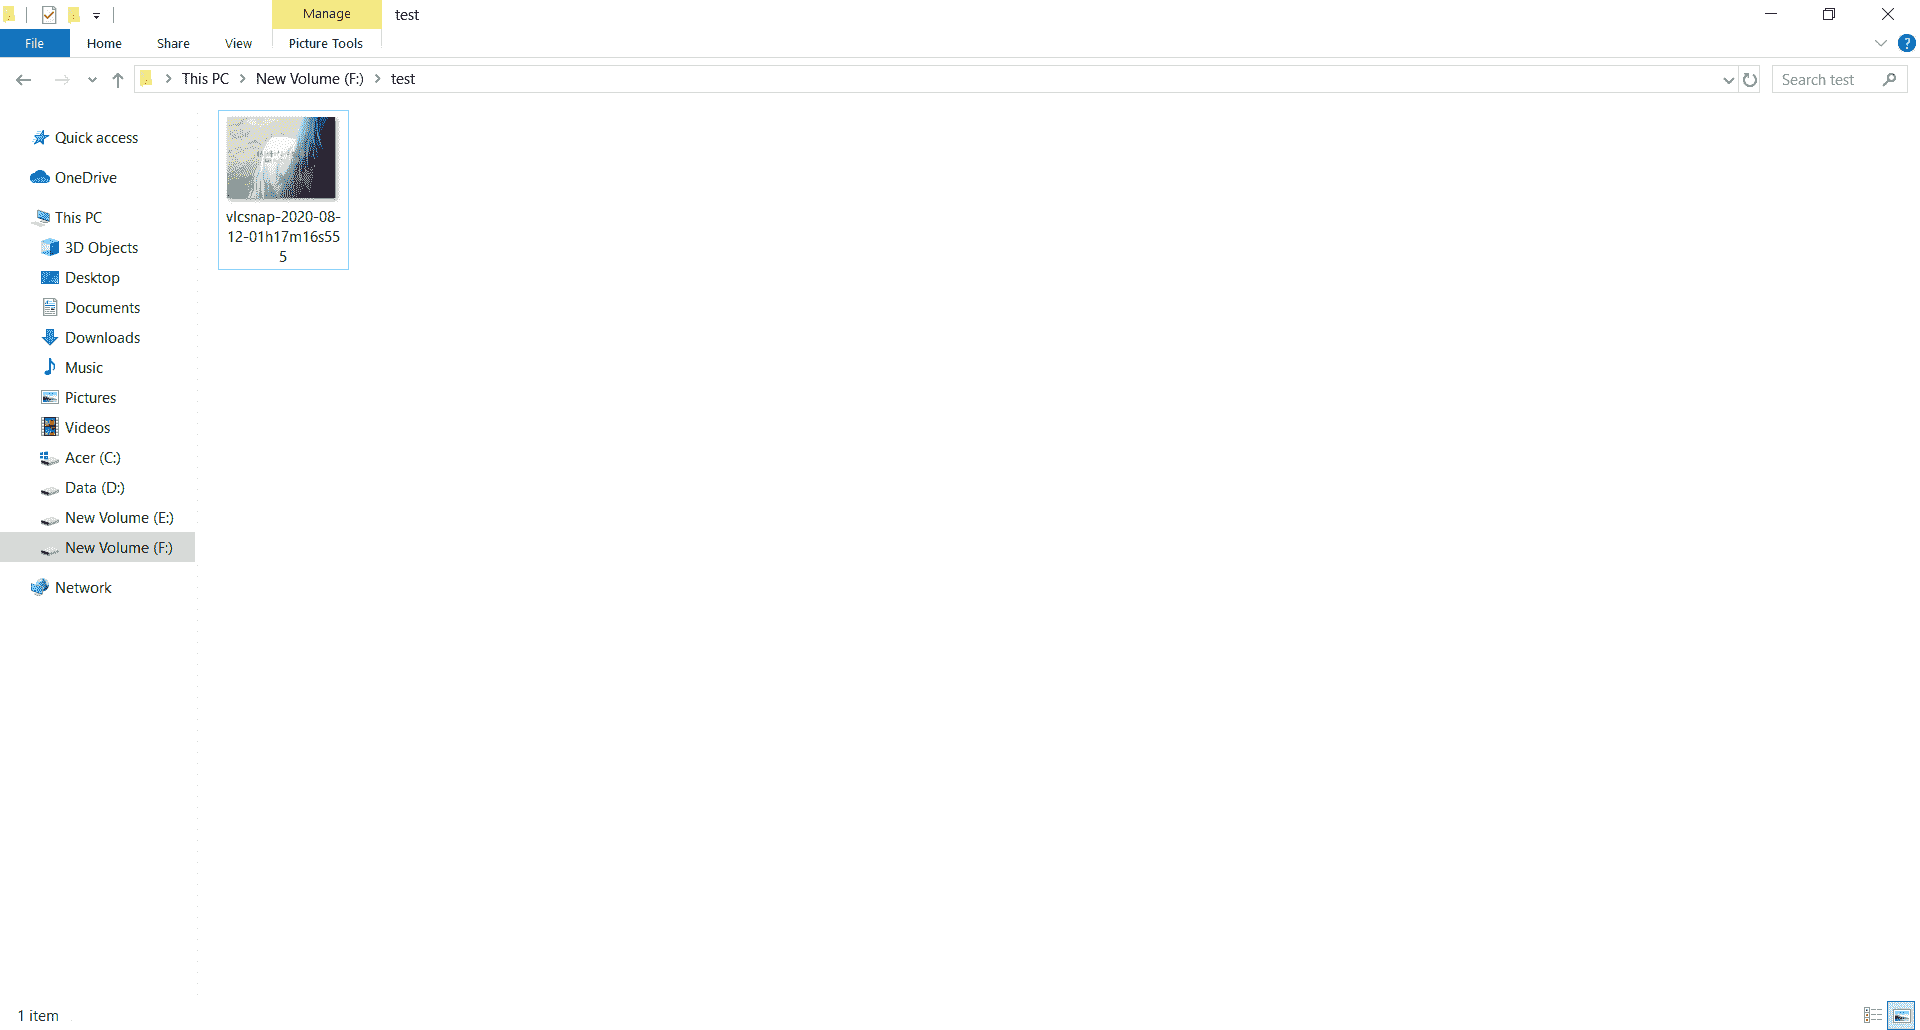 Manage test
File Home Share View Picture Tools ?
This PC New Volume (F:) test Search test
Quick access
OneDrive
This PC
3D Objects
Desktop
Documents
Downloads
Music
Pictures
Videos
Acer (C:)
Data (D:)
New Volume (E:)
New Volume (F:)
Network
vlcsnap-2020-08-
12-01h17m16s55
5
1 item